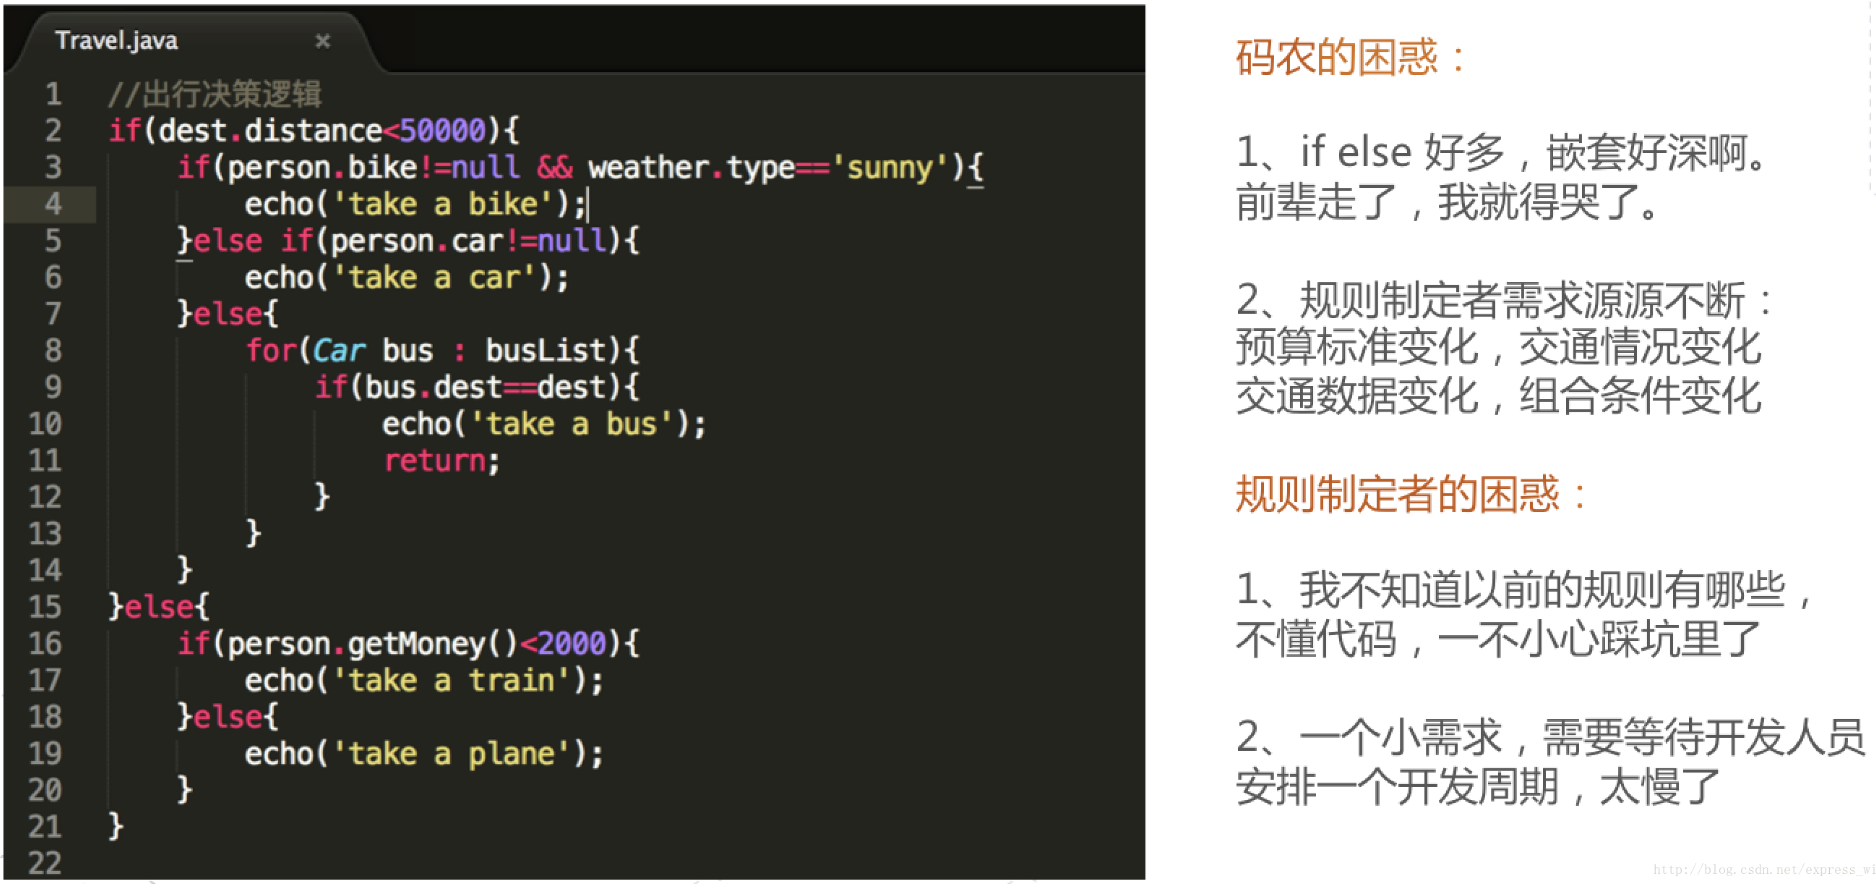 Travel.java ×
1 //出行决策逻辑
2 if(dest.distance<50000){
3 if(person.bike!=null && weather.type=='sunny'){
4 echo('take a bike');
5 }else if(person.car!=null){
6 echo('take a car');
7 }else{
8 for(Car bus : busList){
9 if(bus.dest==dest){
10 echo('take a bus');
11 return;
12 }
13 }
14 }
15 }else{
16 if(person.getMoney()<2000){
17 echo('take a train');
18 }else{
19 echo('take a plane');
20 }
21 }
22
码农的困惑：
1、if else 好多，嵌套好深啊。
前辈走了，我就得哭了。
2、规则制定者需求源源不断：
预算标准变化，交通情况变化
交通数据变化，组合条件变化
规则制定者的困惑：
1、我不知道以前的规则有哪些，
不懂代码，一不小心踩坑里了
2、一个小需求，需要等待开发人员
安排一个开发周期，太慢了
http://blog.csdn.net/express_wi